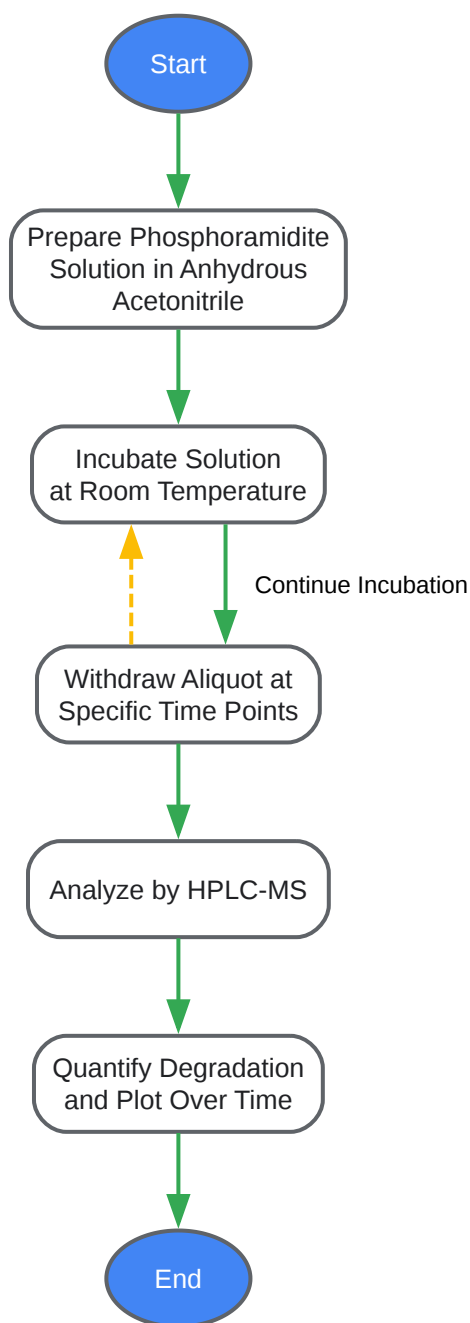 Start
Prepare Phosphoramidite
Solution in Anhydrous
Acetonitrile
Incubate Solution
at Room Temperature
Continue Incubation
Withdraw Aliquot at
Specific Time Points
Analyze by HPLC-MS
Quantify Degradation
and Plot Over Time
End